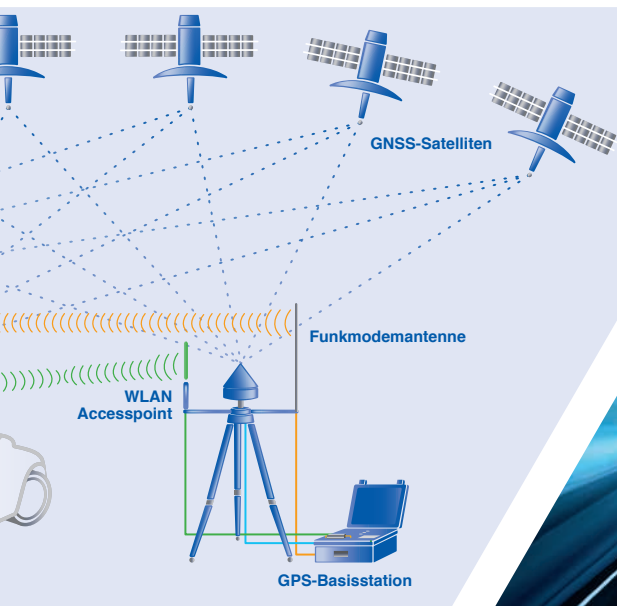 GNSS-Satelliten
Funkmodemantenne
WLAN
Accesspoint
GPS-Basisstation